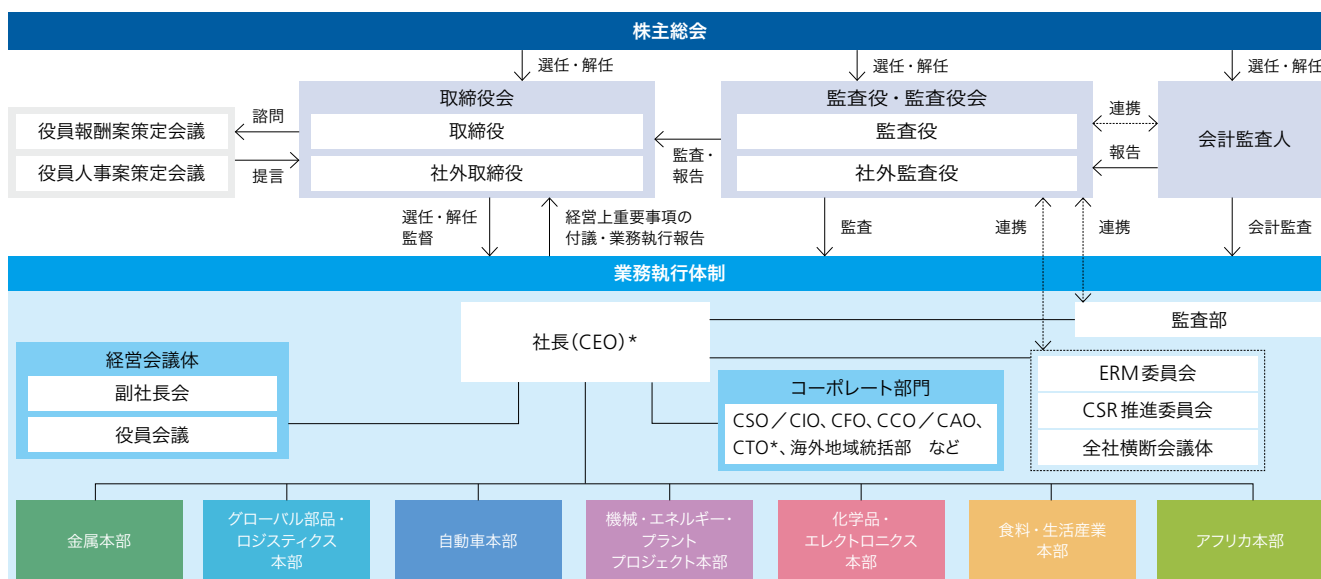 株主総会
選任・解任
選任・解任
選任・解任
取締役会
取締役
社外取締役
監査役・監査役会
監査役
社外監査役
会計監査人
役員報酬案策定会議
役員人事案策定会議
諮問
提言
監査・
報告
連携
報告
選任・解任
監督
経営上重要事項の
付議・業務執行報告
監査
連携
連携
会計監査
業務執行体制
社長（CEO）*
監査部
経営会議体
副社長会
役員会議
コーポレート部門
CSO／CIO、CFO、CCO／CAO、
CTO*、海外地域統括部　など
ERM委員会
CSR推進委員会
全社横断会議体
金属本部
グローバル部品・
ロジスティクス
本部
自動車本部
機械・エネルギー・
プラント
プロジェクト本部
化学品・
エレクトロニクス
本部
食料・生活産業
本部
アフリカ本部